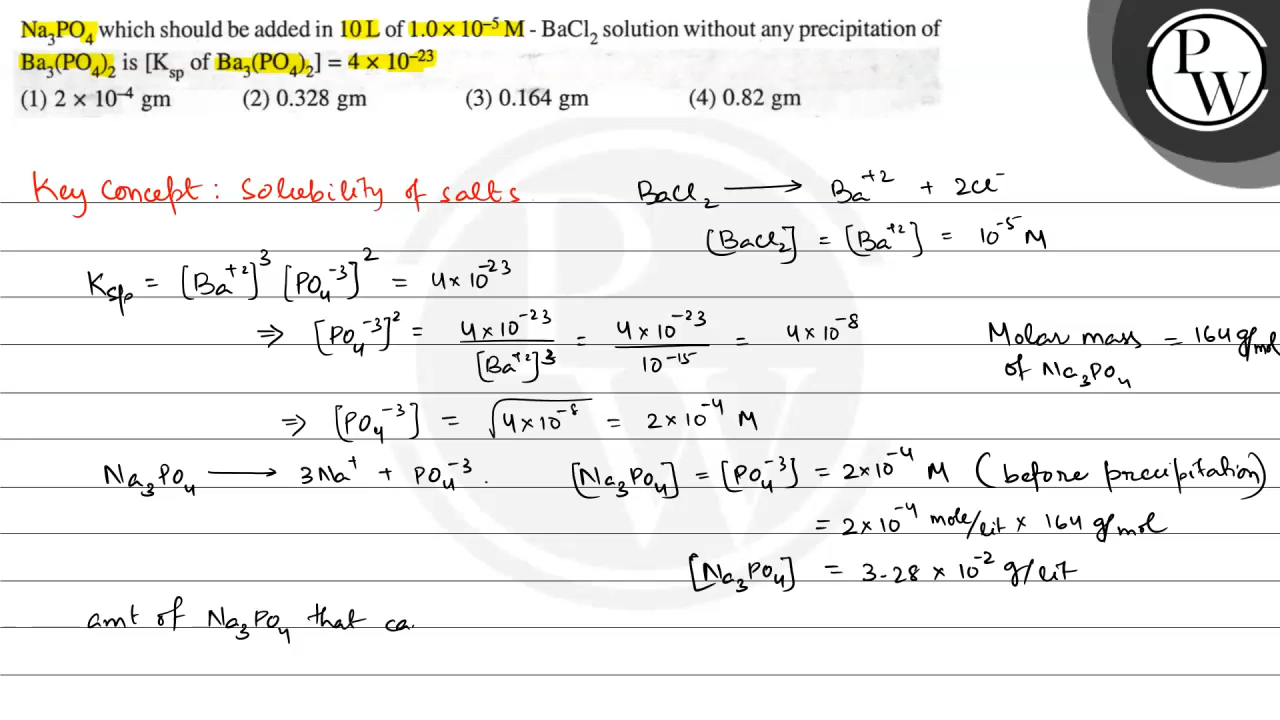 Na₃PO₄ which should be added in 10 L of 1.0 × 10⁻⁵ M - BaCl₂ solution without any precipitation of
Ba₃(PO₄)₂ is [Kₛₚ of Ba₃(PO₄)₂] = 4 × 10⁻²³
(1) 2 × 10⁻⁴ gm (2) 0.328 gm (3) 0.164 gm (4) 0.82 gm
P
W
Key Concept : Solubility of salts
BaCl₂ ⟶ Ba⁺² + 2Cl⁻
[BaCl₂] = [Ba⁺²] = 10⁻⁵ M
Kₛₚ = [Ba⁺²]³ [PO₄⁻³]² = 4 × 10⁻²³
⇒ [PO₄⁻³]² = 4 × 10⁻²³ / [Ba⁺²]³ = 4 × 10⁻²³ / 10⁻¹⁵ = 4 × 10⁻⁸
Molar mass = 164 g/mol
of Na₃PO₄
⇒ [PO₄⁻³] = √(4 × 10⁻⁸) = 2 × 10⁻⁴ M
Na₃PO₄ ⟶ 3Na⁺ + PO₄⁻³. [Na₃PO₄] = [PO₄⁻³] = 2 × 10⁻⁴ M (before precipitation)
= 2 × 10⁻⁴ mole/lit × 164 g/mol
[Na₃PO₄] = 3.28 × 10⁻² g/lit
amt of Na₃PO₄ that ca